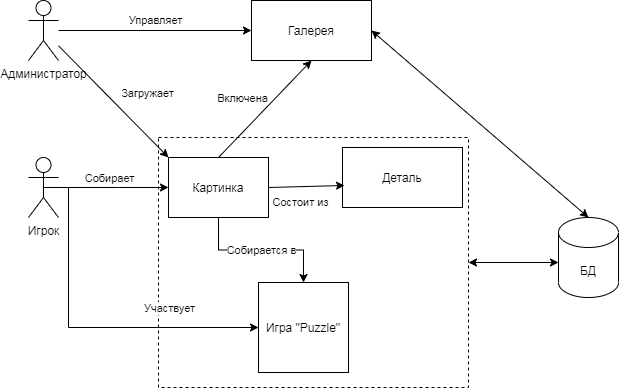 Управляет
Галерея
Администратор
Загружает
Включена
Собирает
Картинка
Деталь
Состоит из
Игрок
Собирается в
БД
Участвует
Игра "Puzzle"